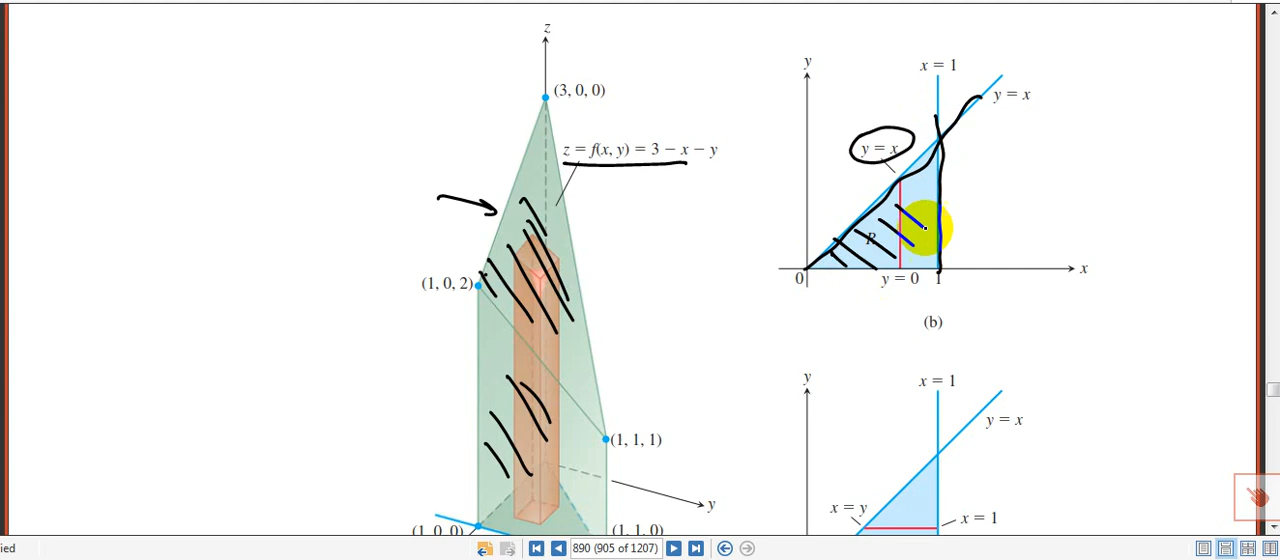 z
(3, 0, 0)
z = f(x, y) = 3 − x − y
(1, 0, 2)
(1, 1, 1)
y
(1, 0, 0)
(1, 1, 0)
y
x = 1
y = x
y = x
R
x
0
y = 0
1
(b)
y
x = 1
y = x
x = y
x = 1
ied
890 (905 of 1207)